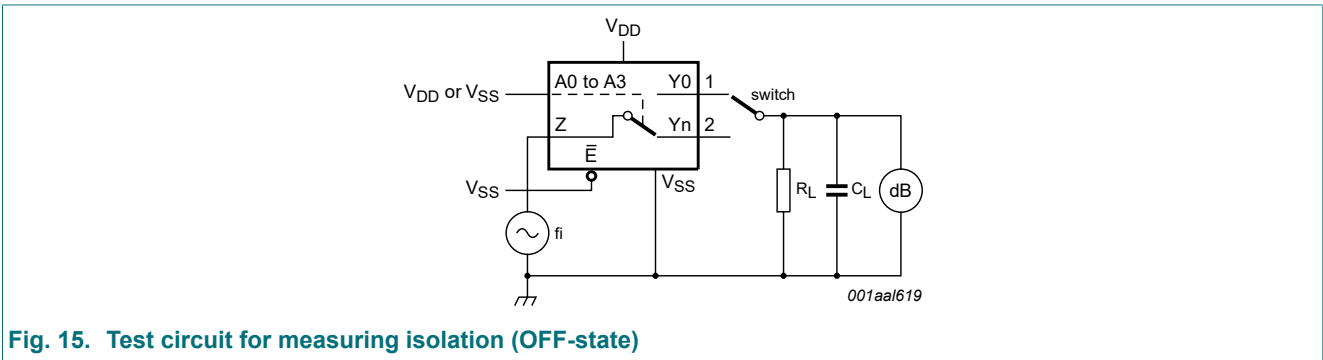 VDD
VDD or VSS
A0 to A3
Y0
1
switch
Z
Yn
2
E̅
VSS
VSS
RL
CL
dB
fi
001aal619
Fig. 15. Test circuit for measuring isolation (OFF-state)